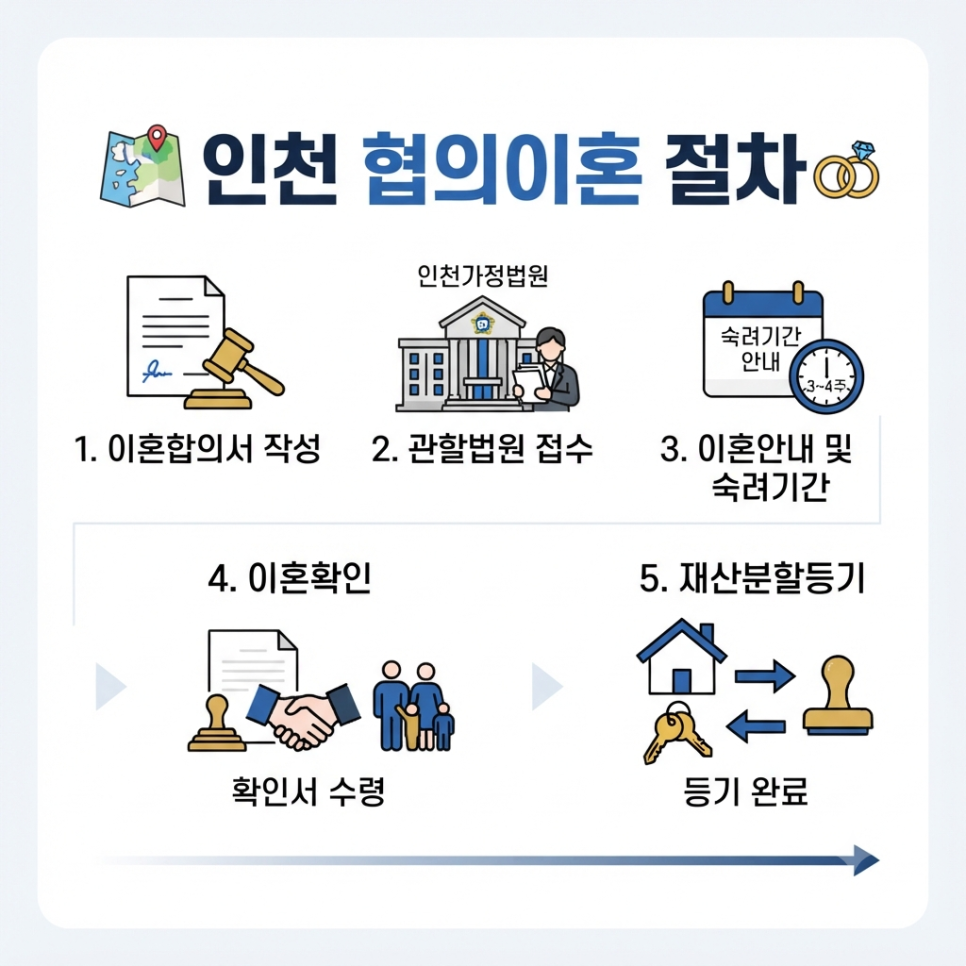 인천 협의이혼 절차
인천가정법원
숙려기간
안내
3~4주
1. 이혼합의서 작성
2. 관할법원 접수
3. 이혼안내 및
숙려기간
4. 이혼확인
확인서 수령
5. 재산분할등기
등기 완료